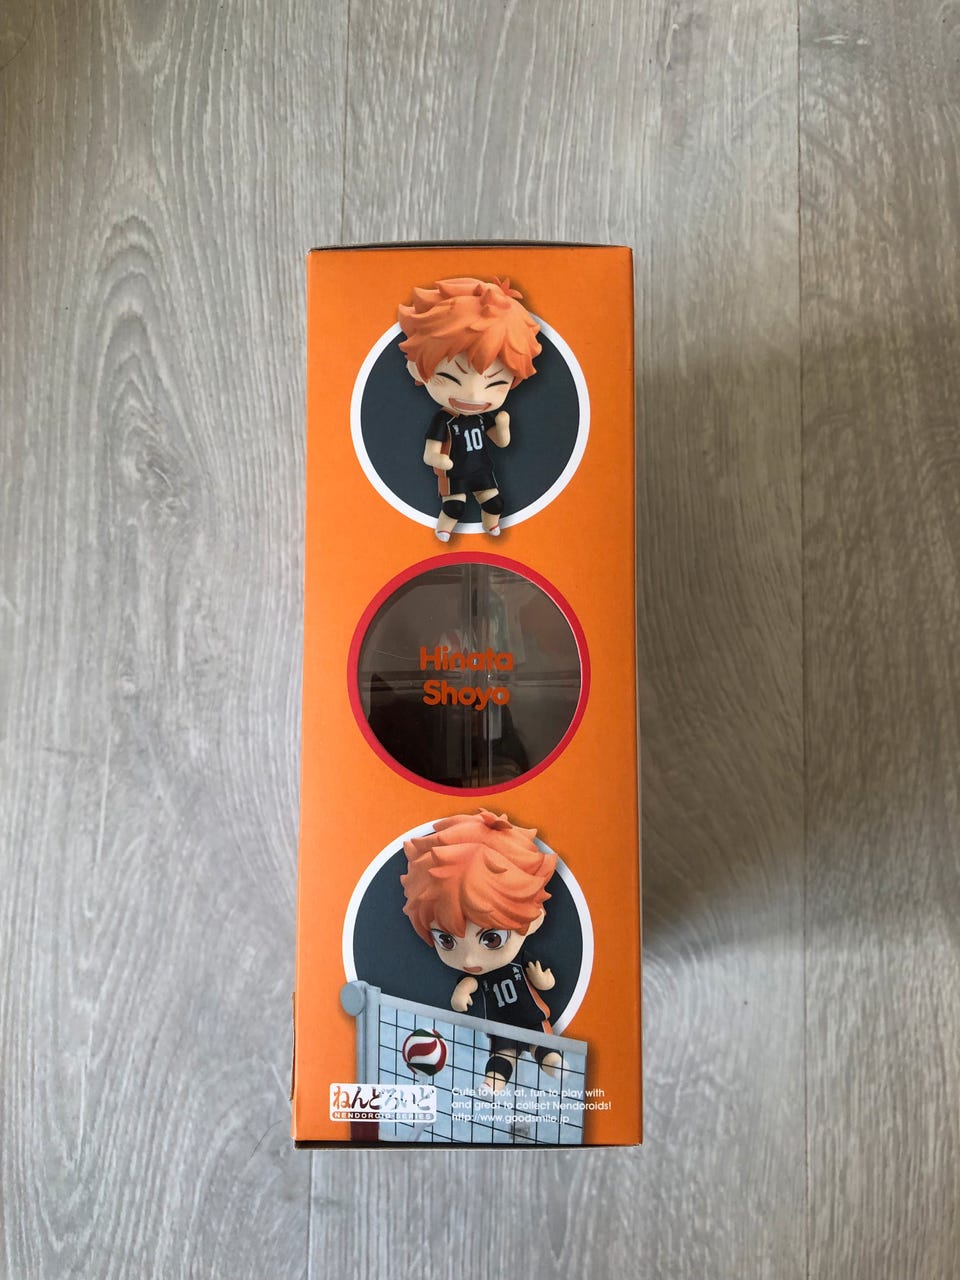 10
Hinata
Shoyo
10
ねんどろいど
NENDOROID SERIES
Cute to look at, fun to play with
and great to collect Nendoroids!
http://www.goodsmile.jp